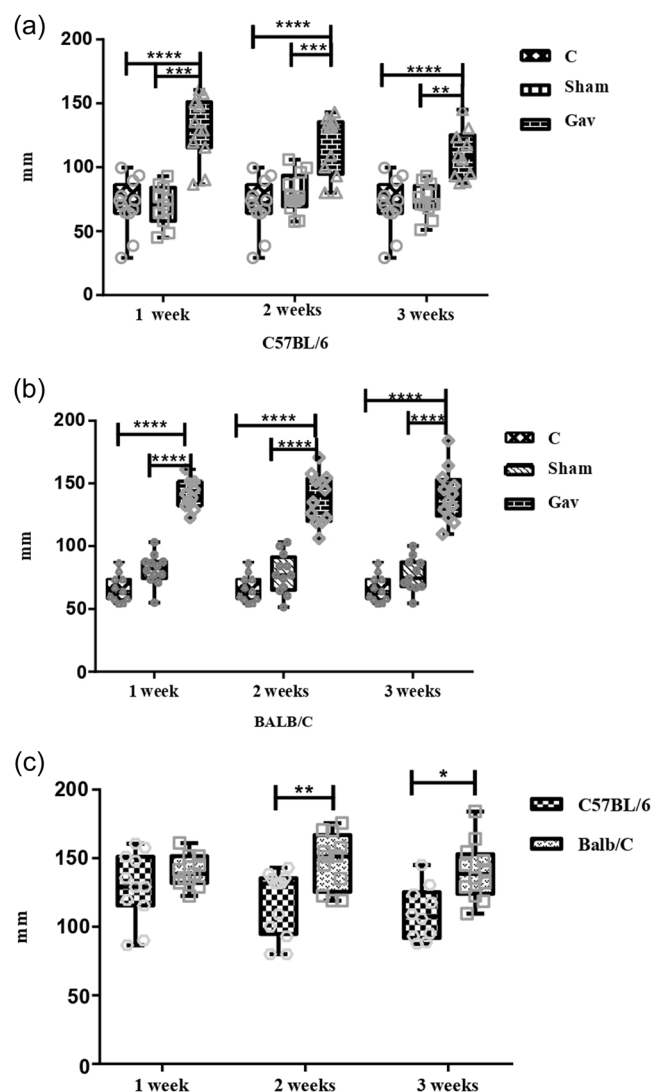 (a)
200
150
100
50
0
mm
****
***
****
***
****
**
C
Sham
Gav
1 week
2 weeks
3 weeks
C57BL/6
(b)
200
150
100
50
0
mm
****
****
****
****
****
****
C
Sham
Gav
1 week
2 weeks
3 weeks
BALB/C
(c)
200
150
100
50
0
mm
**
*
C57BL/6
Balb/C
1 week
2 weeks
3 weeks